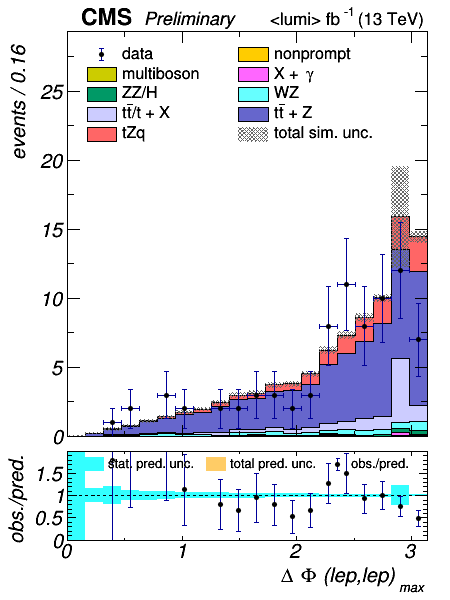 CMS Preliminary <lumi> fb⁻¹ (13 TeV)
events / 0.16
data
nonprompt
multiboson
X + γ
ZZ/H
WZ
tt̄/t + X
tt̄ + Z
tZq
total sim. unc.
25
20
15
10
5
0
obs./pred.
stat. pred. unc.
total pred. unc.
obs./pred.
1.5
1
0.5
0
0 1 2 3
Δ Φ (lep,lep) max